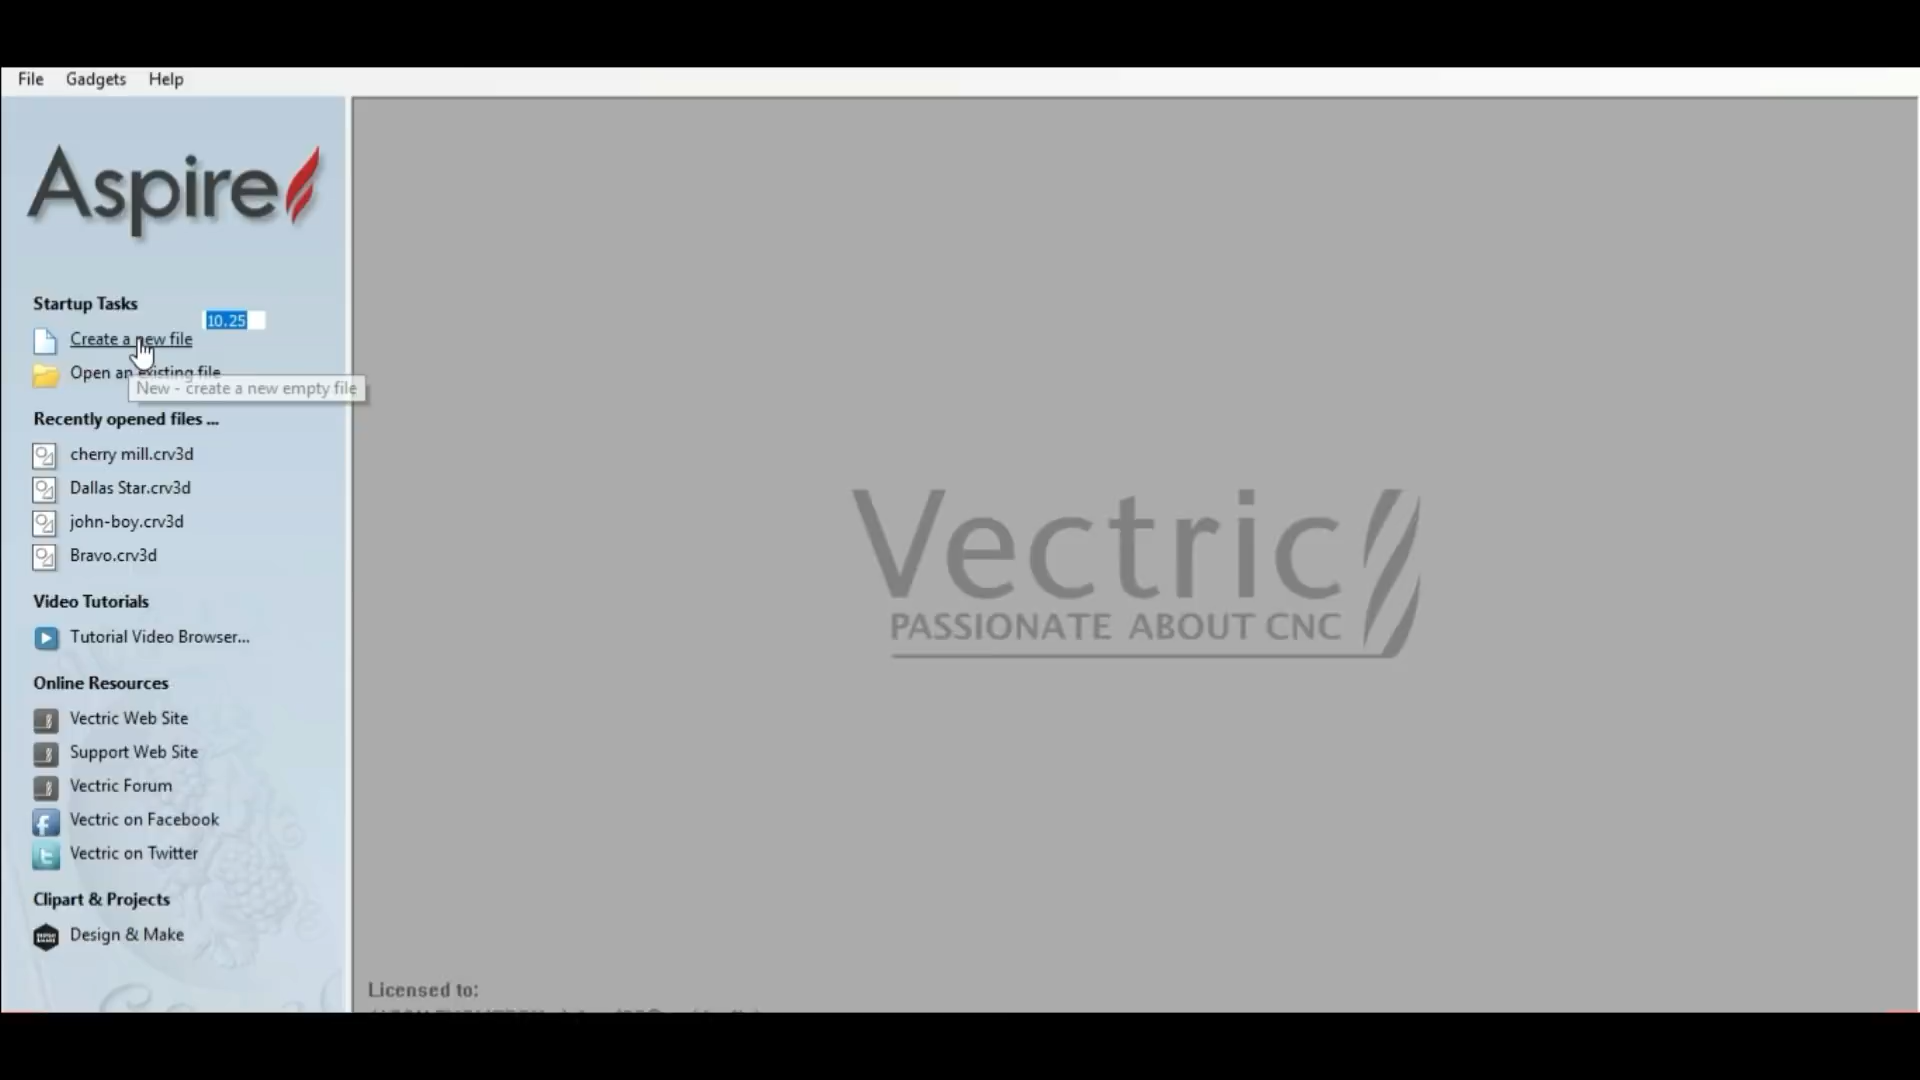 File Gadgets Help
Aspire
Startup Tasks
10.25
Create a new file
Open an existing file
New - create a new empty file
Recently opened files ...
cherry mill.crv3d
Dallas Star.crv3d
john-boy.crv3d
Bravo.crv3d
Video Tutorials
Tutorial Video Browser...
Online Resources
Vectric Web Site
Support Web Site
Vectric Forum
Vectric on Facebook
Vectric on Twitter
Clipart & Projects
Design & Make
Vectric
PASSIONATE ABOUT CNC
Licensed to: